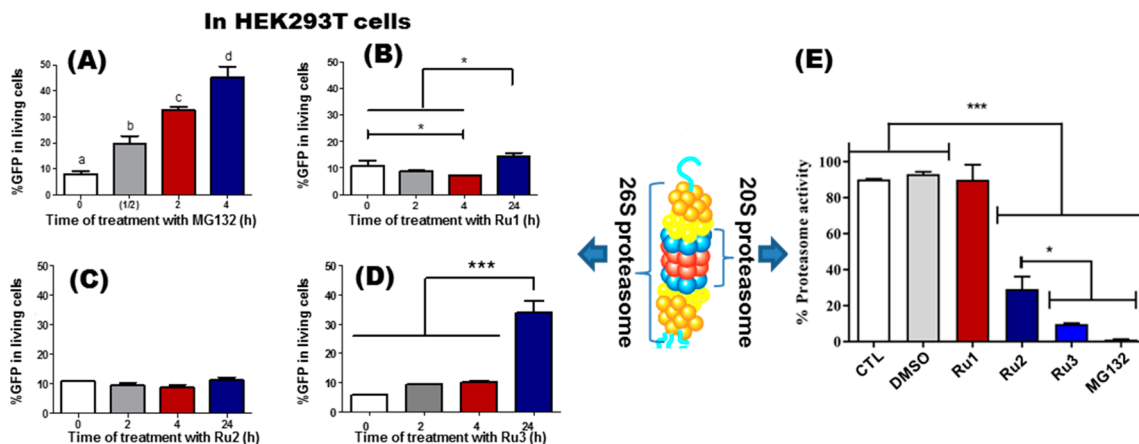 In HEK293T cells
(A)
%GFP in living cells
50
40
30
20
10
0
a
b
c
d
0 (1/2) 2 4
Time of treatment with MG132 (h)
(B)
%GFP in living cells
50
40
30
20
10
0
*
*
0 2 4 24
Time of treatment with Ru1 (h)
(C)
%GFP in living cells
50
40
30
20
10
0
0 2 4 24
Time of treatment with Ru2 (h)
(D)
%GFP in living cells
50
40
30
20
10
0
***
0 2 4 24
Time of treatment with Ru3 (h)
26S proteasome
20S proteasome
(E)
% Proteasome activity
100
80
60
40
20
0
***
*
CTL DMSO Ru1 Ru2 Ru3 MG132